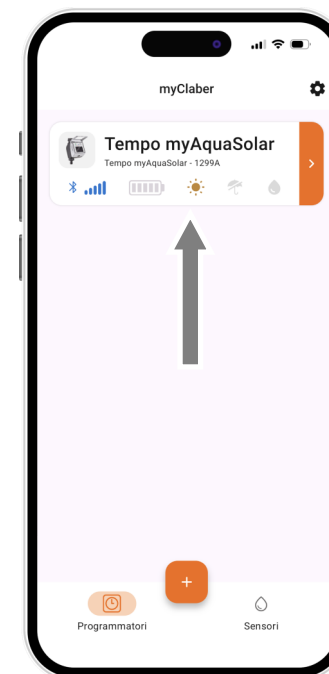 myClaber
Tempo myAquaSolar
Tempo myAquaSolar - 1299A
Programmatori
Sensori